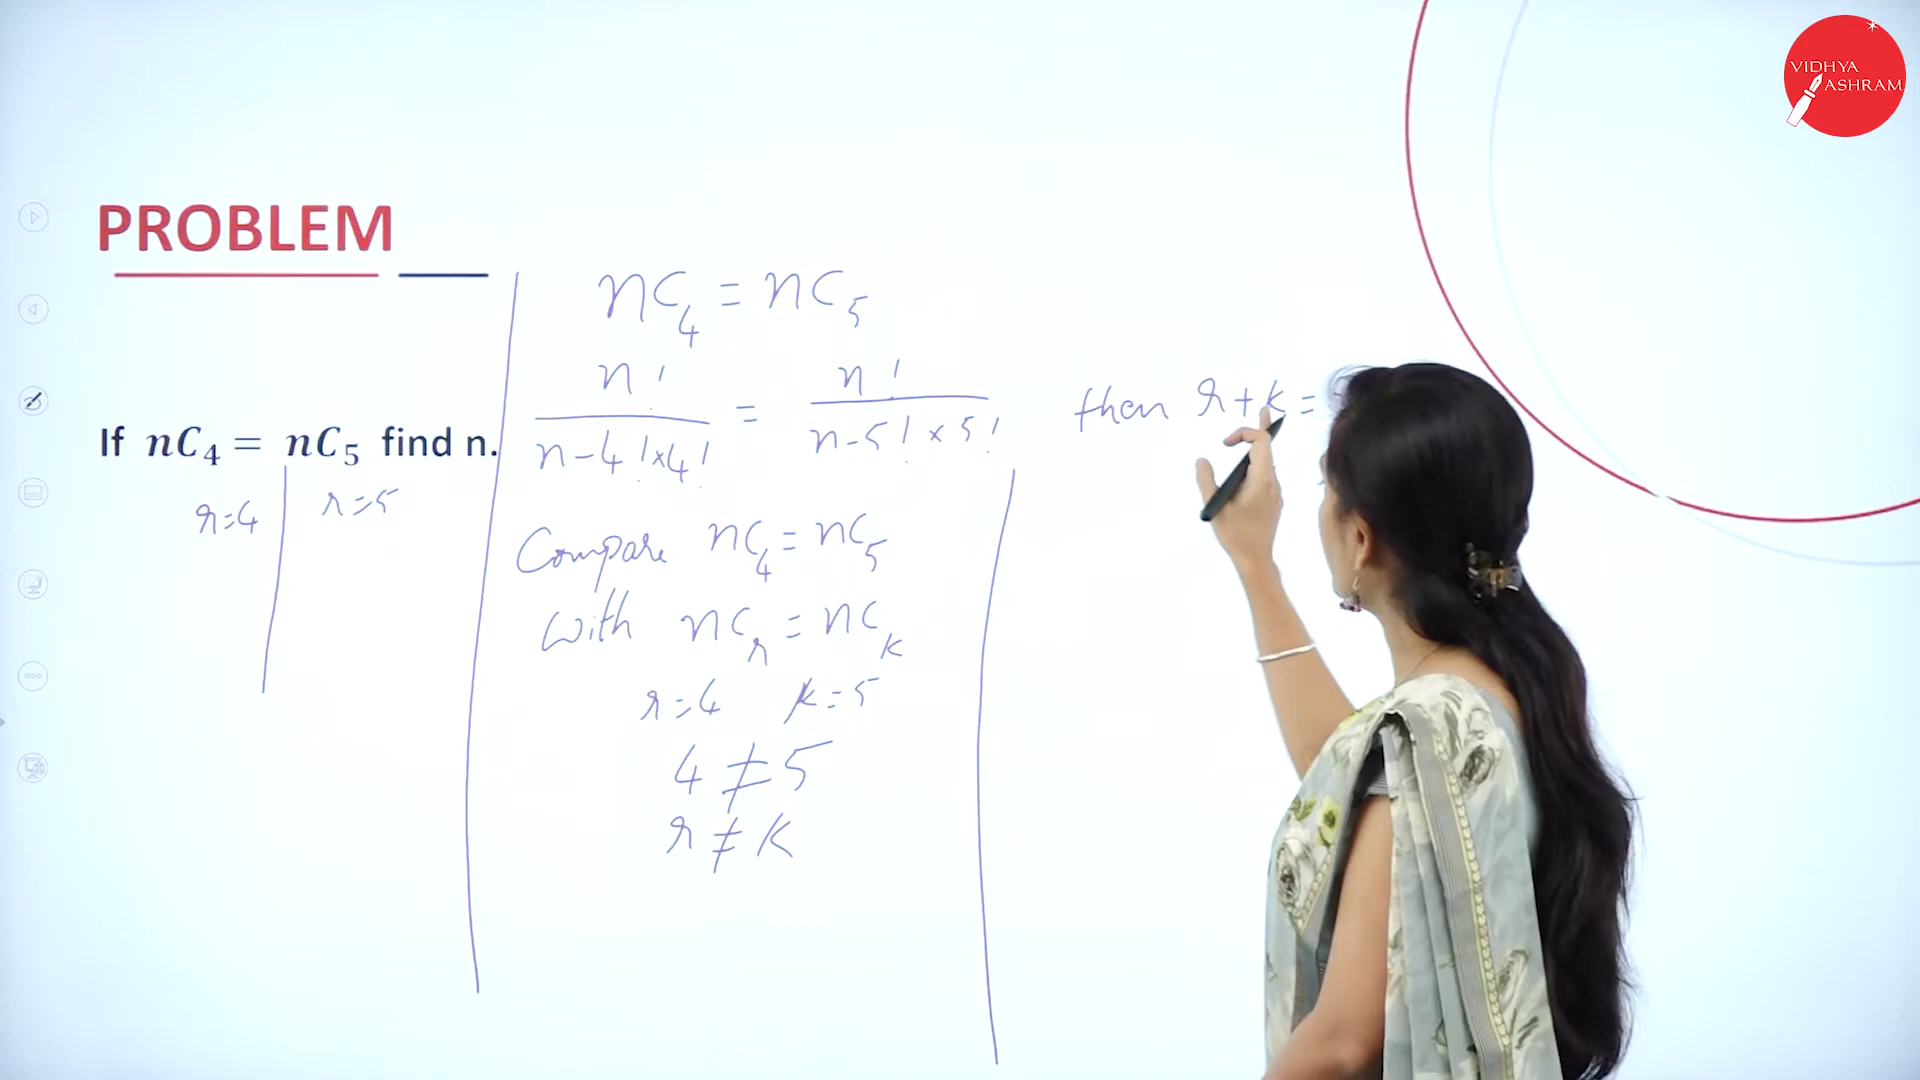 VIDHYA
ASHRAM
PROBLEM
If nC₄ = nC₅ find n.
r=4 r=5
nC₄ = nC₅
n! / n-4!×4! = n! / n-5!×5!
Compare nC₄ = nC₅
with nCᵣ = nCₖ
r=4 k=5
4 ≠ 5
r ≠ k
then r+k =